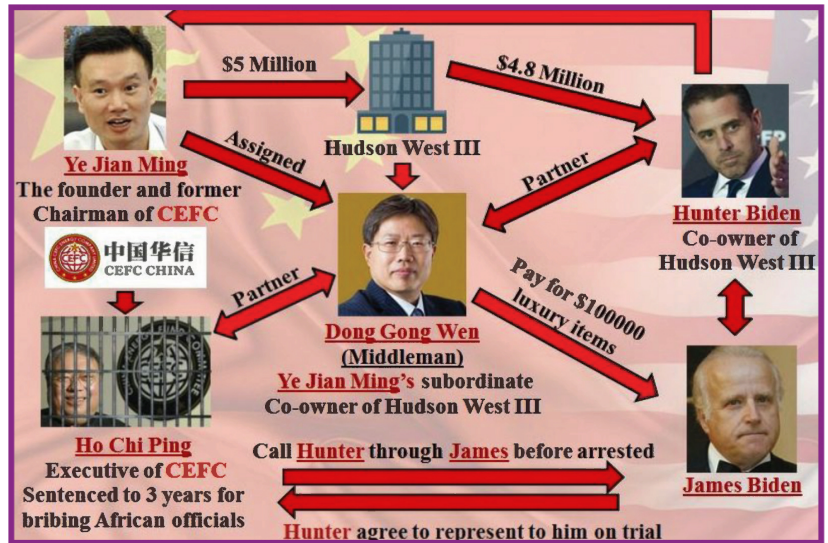 $5 Million
$4.8 Million
Hudson West III
Assigned
Partner
Ye Jian Ming
The founder and former
Chairman of CEFC
中国华信
CEFC CHINA
Hunter Biden
Co-owner of
Hudson West III
Partner
Pay for $100000
luxury items
Dong Gong Wen
(Middleman)
Ye Jian Ming's subordinate
Co-owner of Hudson West III
Ho Chi Ping
Executive of CEFC
Sentenced to 3 years for
bribing African officials
Call Hunter through James before arrested
James Biden
Hunter agree to represent to him on trial